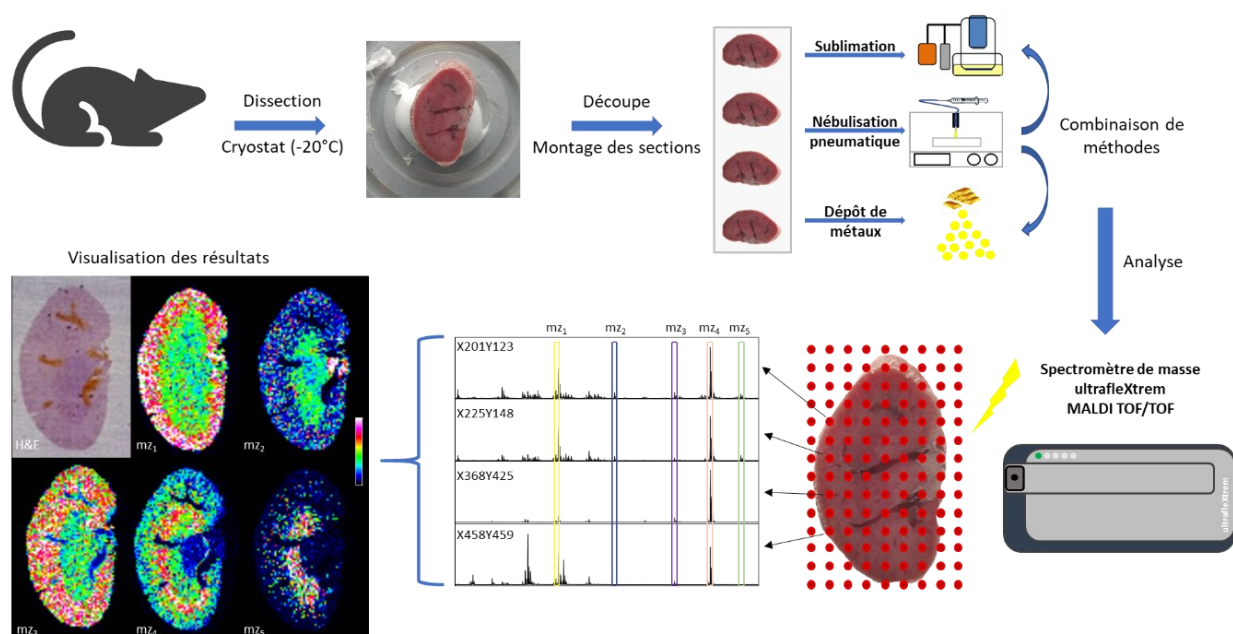 Dissection
Cryostat (-20°C)
Découpe
Montage des sections
Sublimation
Nébulisation
pneumatique
Dépôt de
métaux
Combinaison de
méthodes
Analyse
Spectromètre de masse
ultrafleXtrem
MALDI TOF/TOF
ultrafleXtrem
mz1 mz2 mz3 mz4 mz5
X201Y123
X225Y148
X368Y425
X458Y459
Visualisation des résultats
H&E mz1 mz2
mz3 mz4 mz5